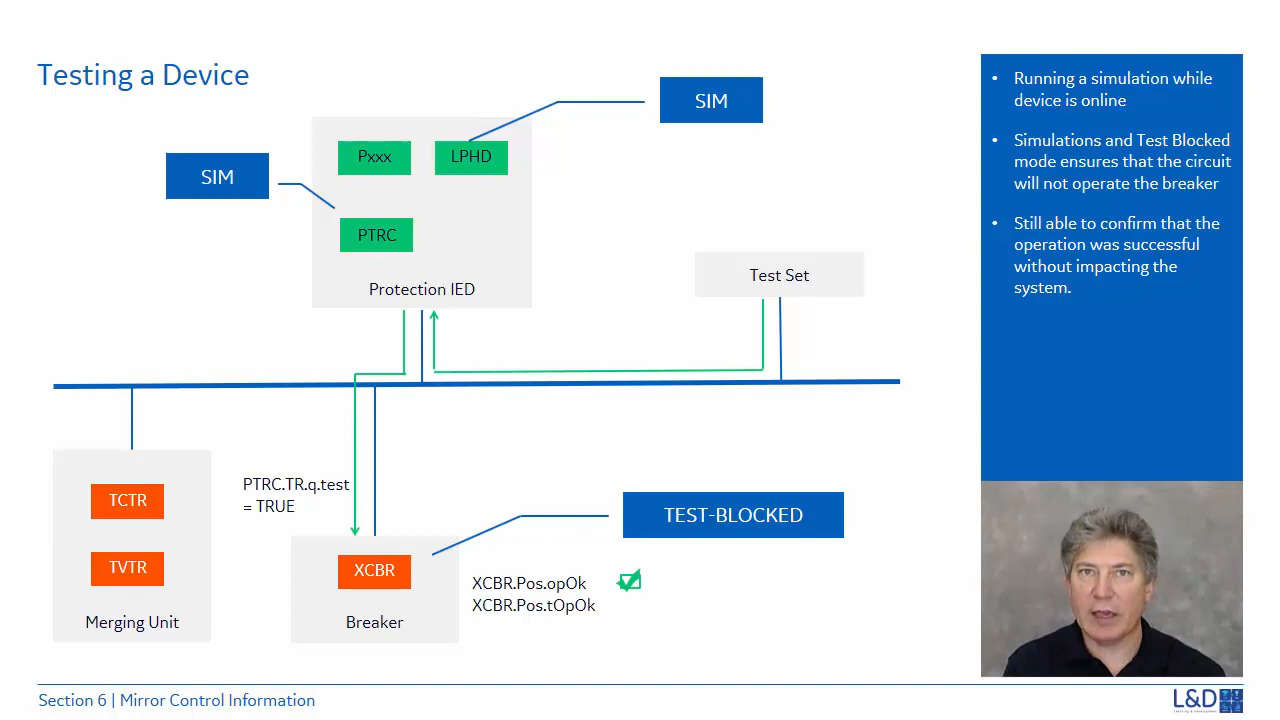 Testing a Device
SIM
SIM
Pxxx
LPHD
PTRC
Protection IED
Test Set
TCTR
TVTR
Merging Unit
PTRC.TR.q.test
= TRUE
TEST-BLOCKED
XCBR
Breaker
XCBR.Pos.opOk
XCBR.Pos.tOpOk
• Running a simulation while
device is online
• Simulations and Test Blocked
mode ensures that the circuit
will not operate the breaker
• Still able to confirm that the
operation was successful
without impacting the
system.
Section 6 | Mirror Control Information
L&D